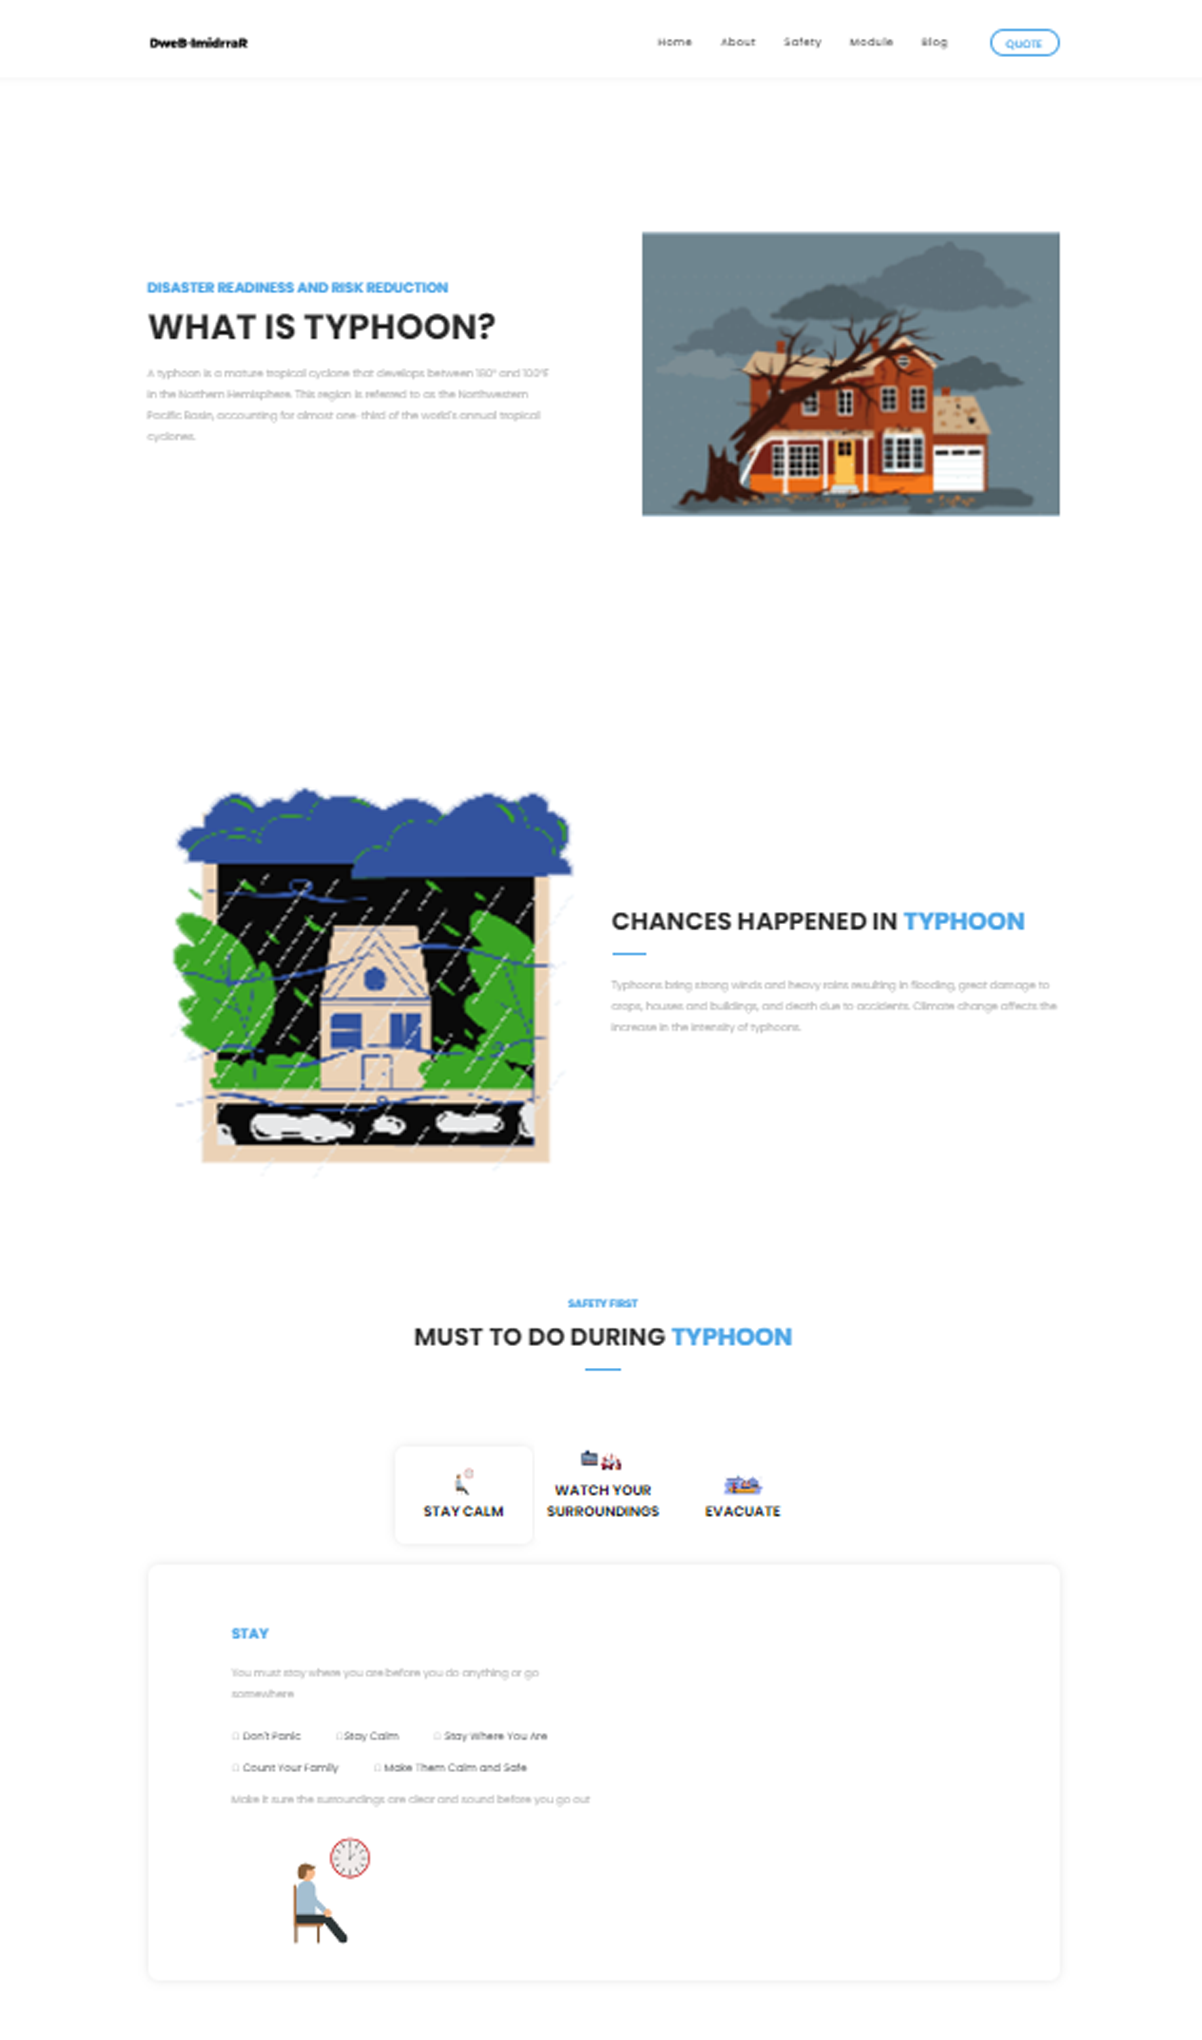 DweB-ImidrraR
Home About Safety Module Blog QUOTE
DISASTER READINESS AND RISK REDUCTION
WHAT IS TYPHOON?
A typhoon is a mature tropical cyclone that develops between 180° and 100°F
in the Northern Hemisphere. This region is referred to as the Northwestern
Pacific Basin, accounting for almost one-third of the world's annual tropical
cyclones.
CHANCES HAPPENED IN TYPHOON
Typhoons bring strong winds and heavy rains resulting in flooding, great damage to
crops, houses and buildings, and death due to accidents. Climate change affects the
increase in the intensity of typhoons.
SAFETY FIRST
MUST TO DO DURING TYPHOON
STAY CALM
WATCH YOUR
SURROUNDINGS
EVACUATE
STAY
You must stay where you are before you do anything or go
somewhere
Don't Panic Stay Calm Stay Where You Are
Count Your Family Make Them Calm and Safe
Make it sure the surroundings are clear and sound before you go out